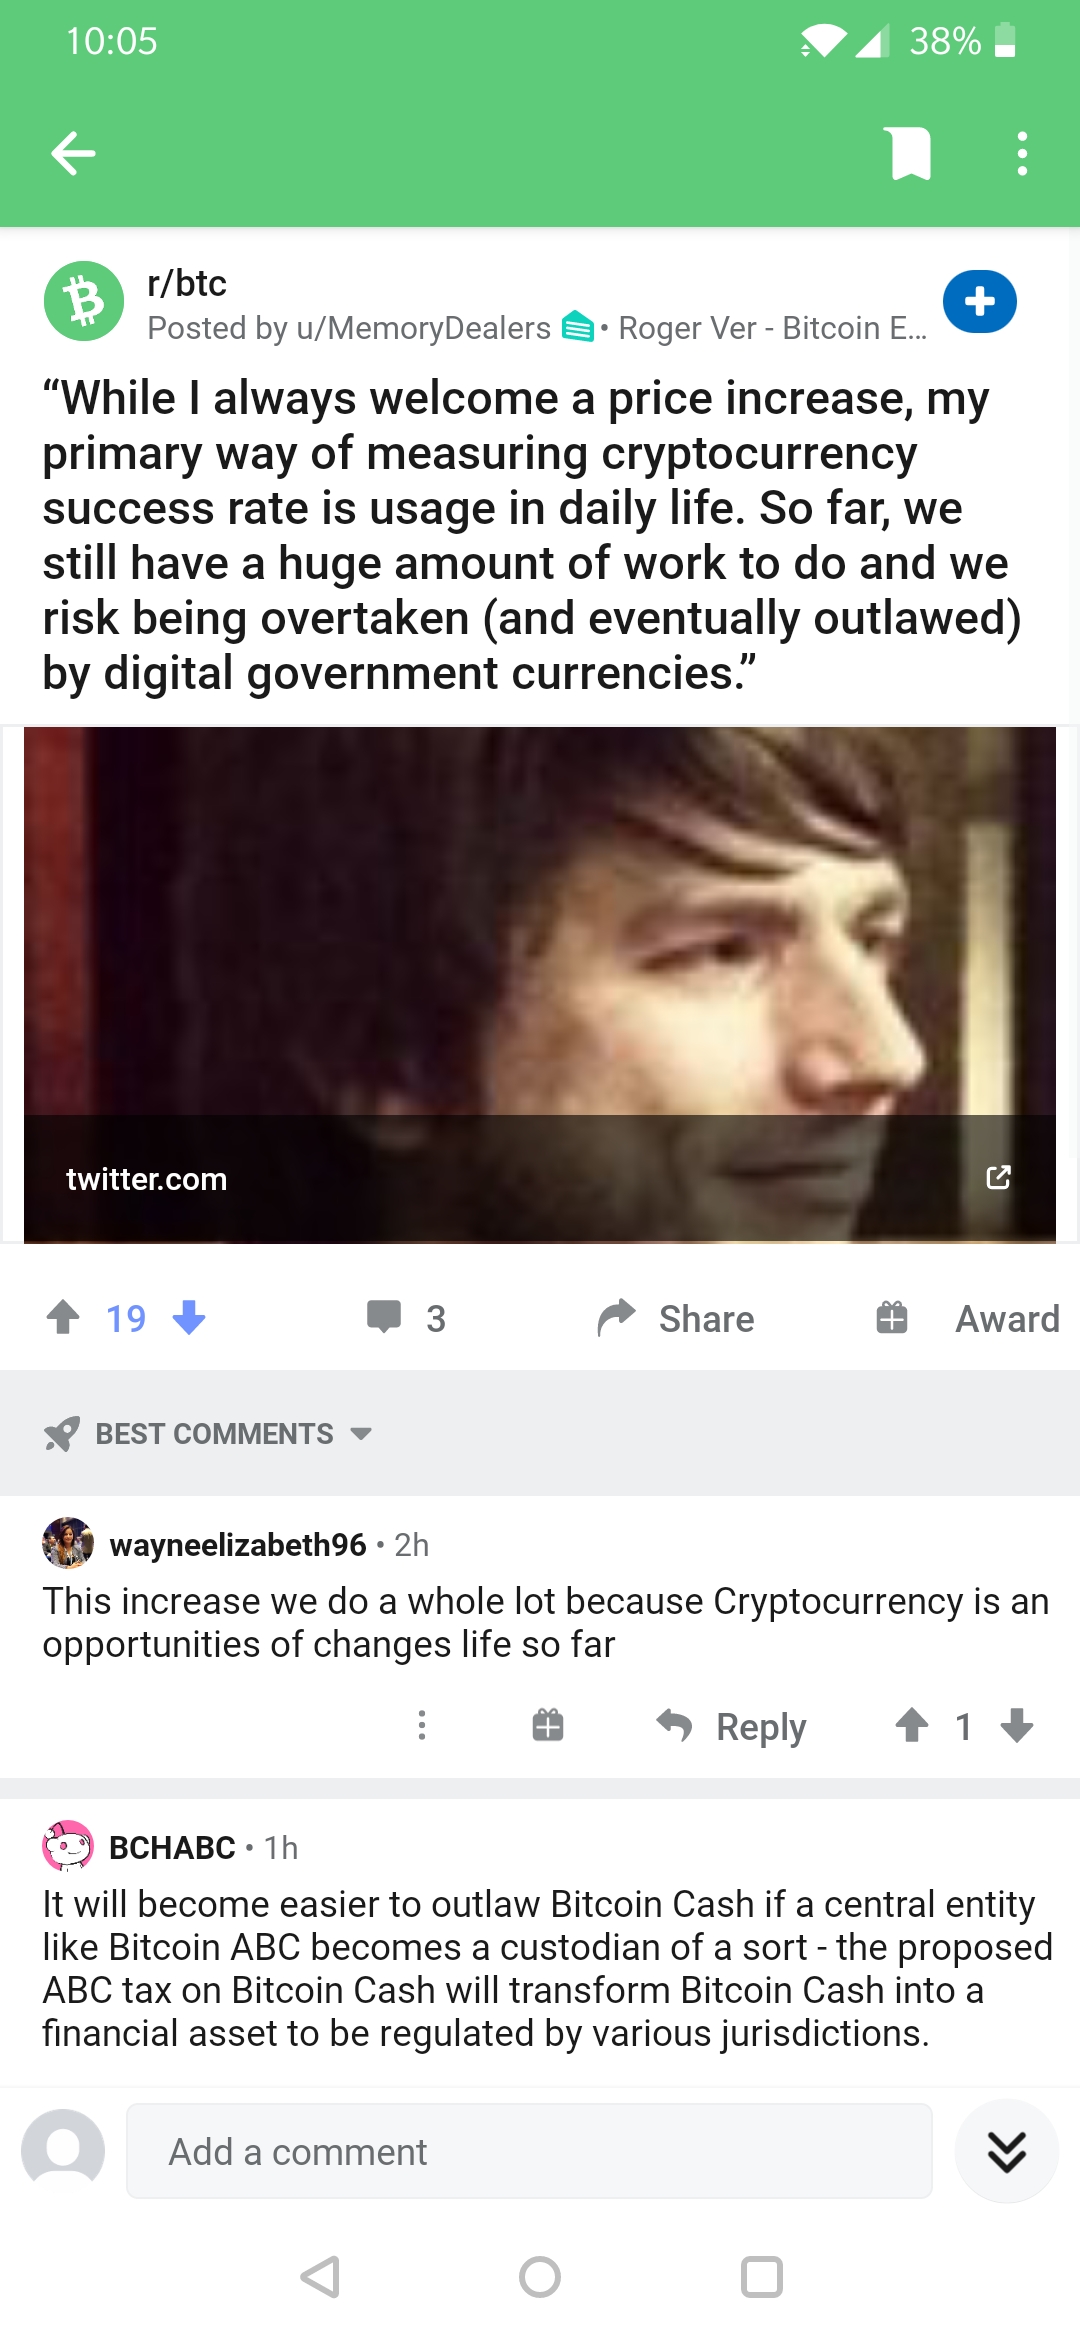 10:05
38%
r/btc
Posted by u/MemoryDealers • Roger Ver - Bitcoin E...
“While I always welcome a price increase, my
primary way of measuring cryptocurrency
success rate is usage in daily life. So far, we
still have a huge amount of work to do and we
risk being overtaken (and eventually outlawed)
by digital government currencies.”
twitter.com
19
3
Share
Award
BEST COMMENTS
wayneelizabeth96 • 2h
This increase we do a whole lot because Cryptocurrency is an
opportunities of changes life so far
Reply
1
BCHABC • 1h
It will become easier to outlaw Bitcoin Cash if a central entity
like Bitcoin ABC becomes a custodian of a sort - the proposed
ABC tax on Bitcoin Cash will transform Bitcoin Cash into a
financial asset to be regulated by various jurisdictions.
Add a comment